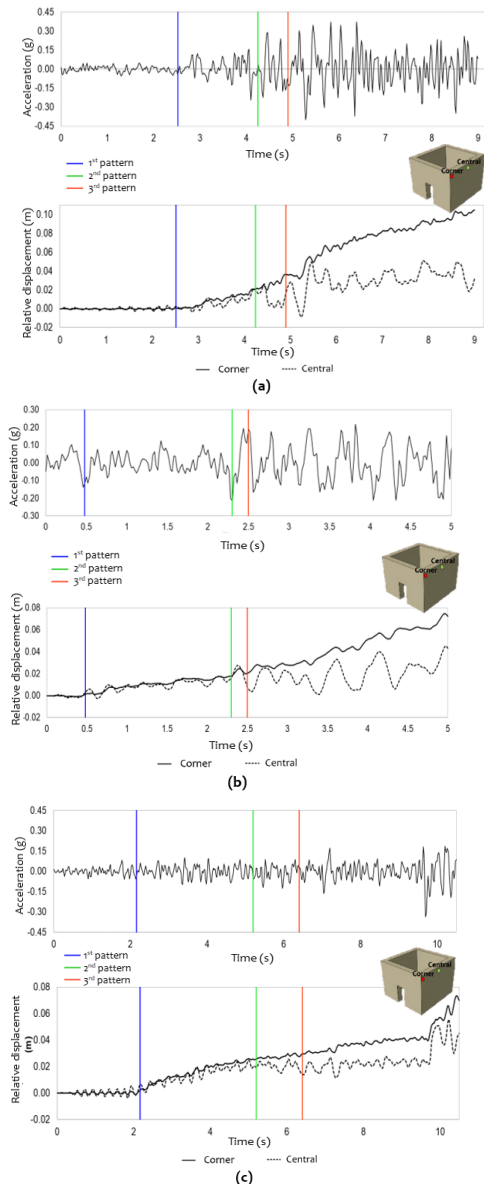 0.45
0.30
0.15
0.00
-0.15
-0.30
0.45
Acceleration (g)
0 1 2 3 4 5 6 7 8 9
Time (s)
1st pattern
2nd pattern
3rd pattern
Central
Corner
0.10
0.08
0.06
0.04
0.02
0.00
-0.02
Relative displacement (m)
0 1 2 3 4 5 6 7 8 9
Time (s)
Corner Central
(a)
0.30
0.20
0.10
0.00
-0.10
-0.20
-0.30
Acceleration (g)
0 0.5 1 1.5 2 2.5 3 3.5 4 4.5 5
Time (s)
1st pattern
2nd pattern
3rd pattern
Central
Corner
0.08
0.06
0.04
0.02
0.00
-0.02
Relative displacement (m)
0 0.5 1 1.5 2 2.5 3 3.5 4 4.5 5
Time (s)
Corner Central
(b)
0.45
0.30
0.15
0.00
-0.15
-0.30
0.45
Acceleration (g)
0 2 4 6 8 10
Time (s)
1st pattern
2nd pattern
3rd pattern
Central
Corner
0.08
0.06
0.04
0.02
0.00
-0.02
Relative displacement
(m)
0 2 4 6 8 10
Time (s)
Corner Central
(c)